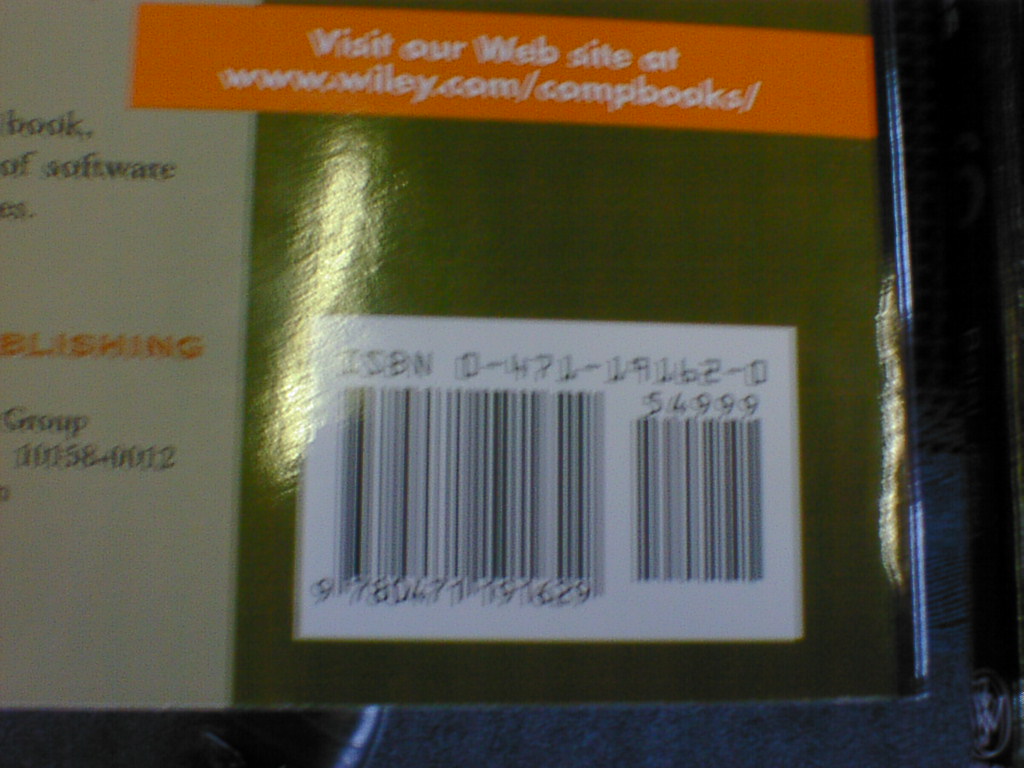 Visit our Web site at
www.wiley.com/compbooks/
book.
of software
es.
BLISHING
Group
10158-0012
ISBN 0-471-19162-0
54999
9 780471 191629